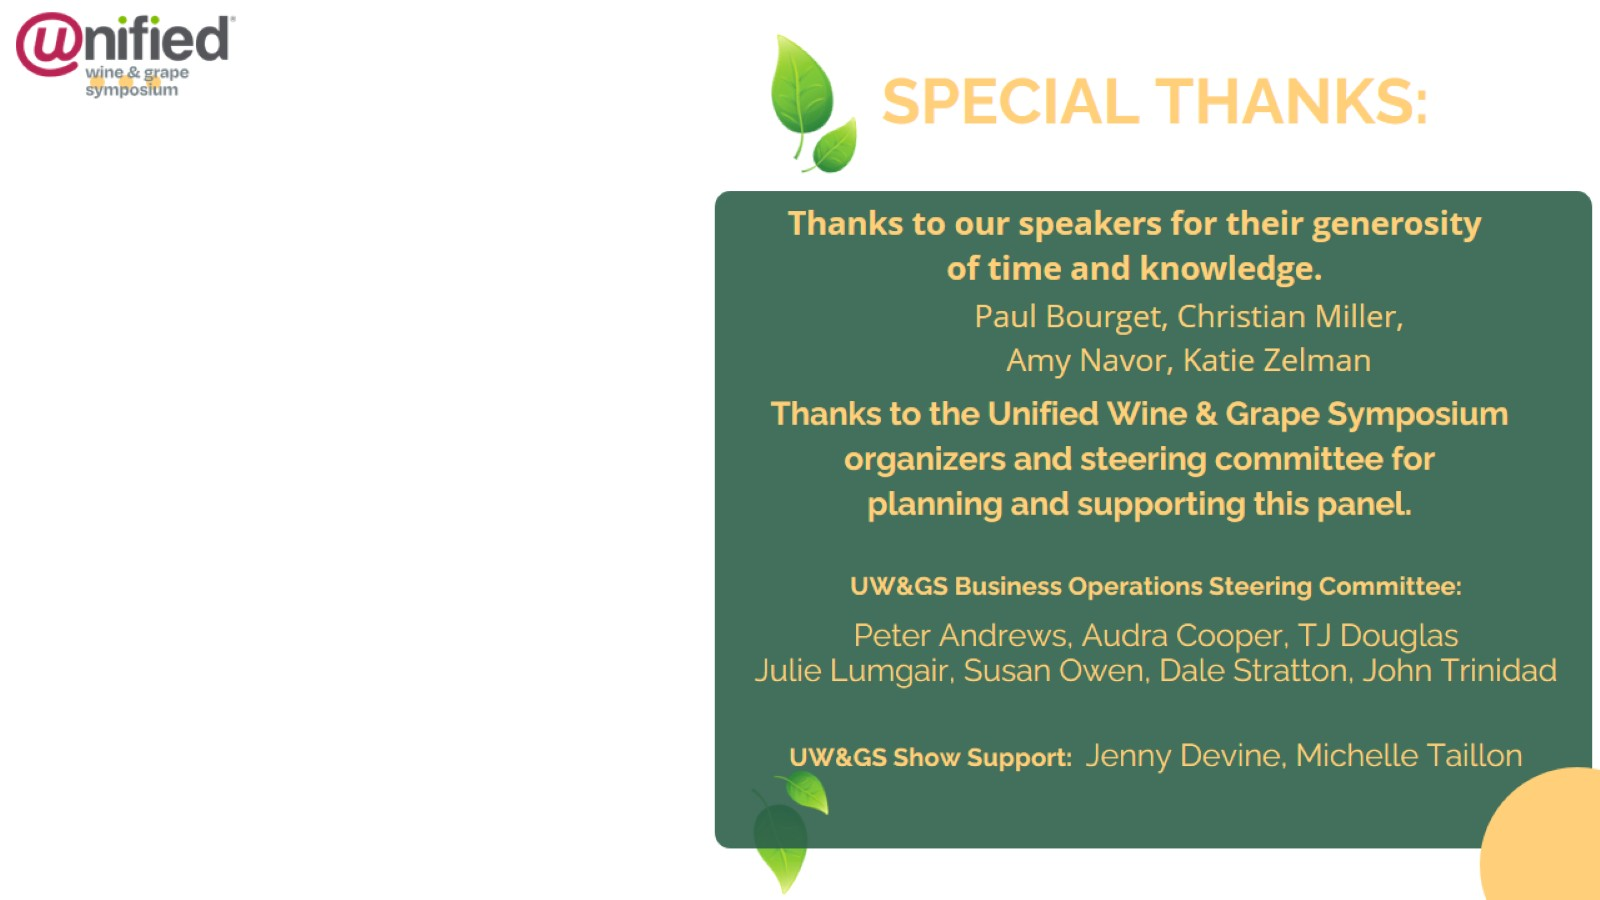 @unified®
wine & grape
symposium
SPECIAL THANKS:
Thanks to our speakers for their generosity
of time and knowledge.
Paul Bourget, Christian Miller,
Amy Navor, Katie Zelman
Thanks to the Unified Wine & Grape Symposium
organizers and steering committee for
planning and supporting this panel.
UW&GS Business Operations Steering Committee:
Peter Andrews, Audra Cooper, TJ Douglas
Julie Lumgair, Susan Owen, Dale Stratton, John Trinidad
UW&GS Show Support: Jenny Devine, Michelle Taillon